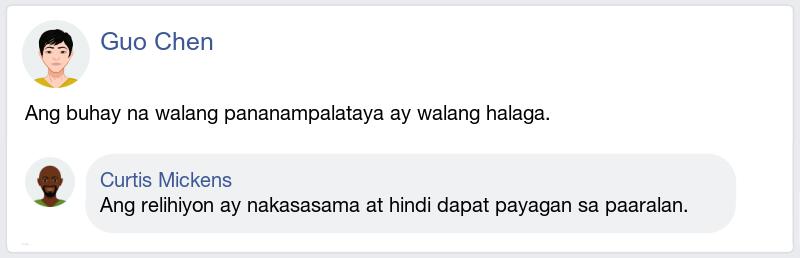 Guo Chen
Ang buhay na walang pananampalataya ay walang halaga.
Curtis Mickens
Ang relihiyon ay nakasasama at hindi dapat payagan sa paaralan.